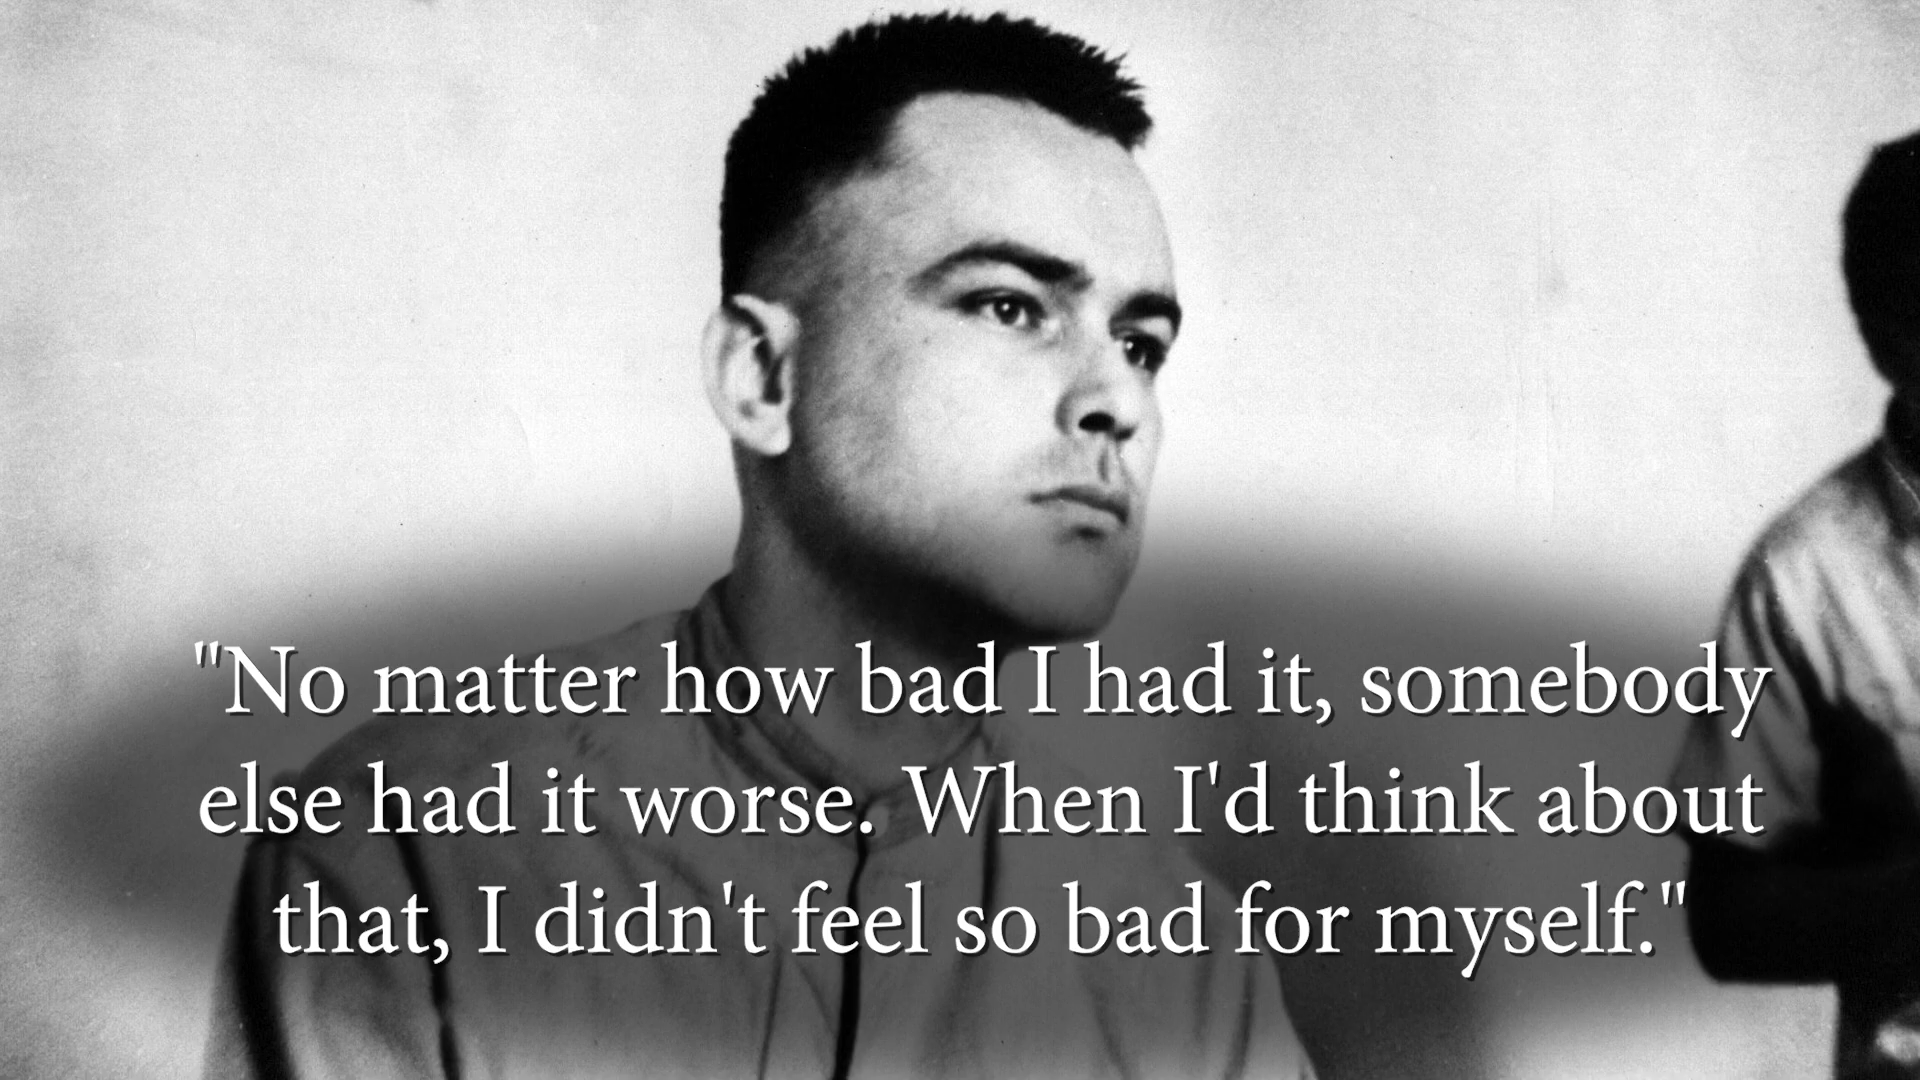 "No matter how bad I had it, somebody
else had it worse. When I'd think about
that, I didn't feel so bad for myself."